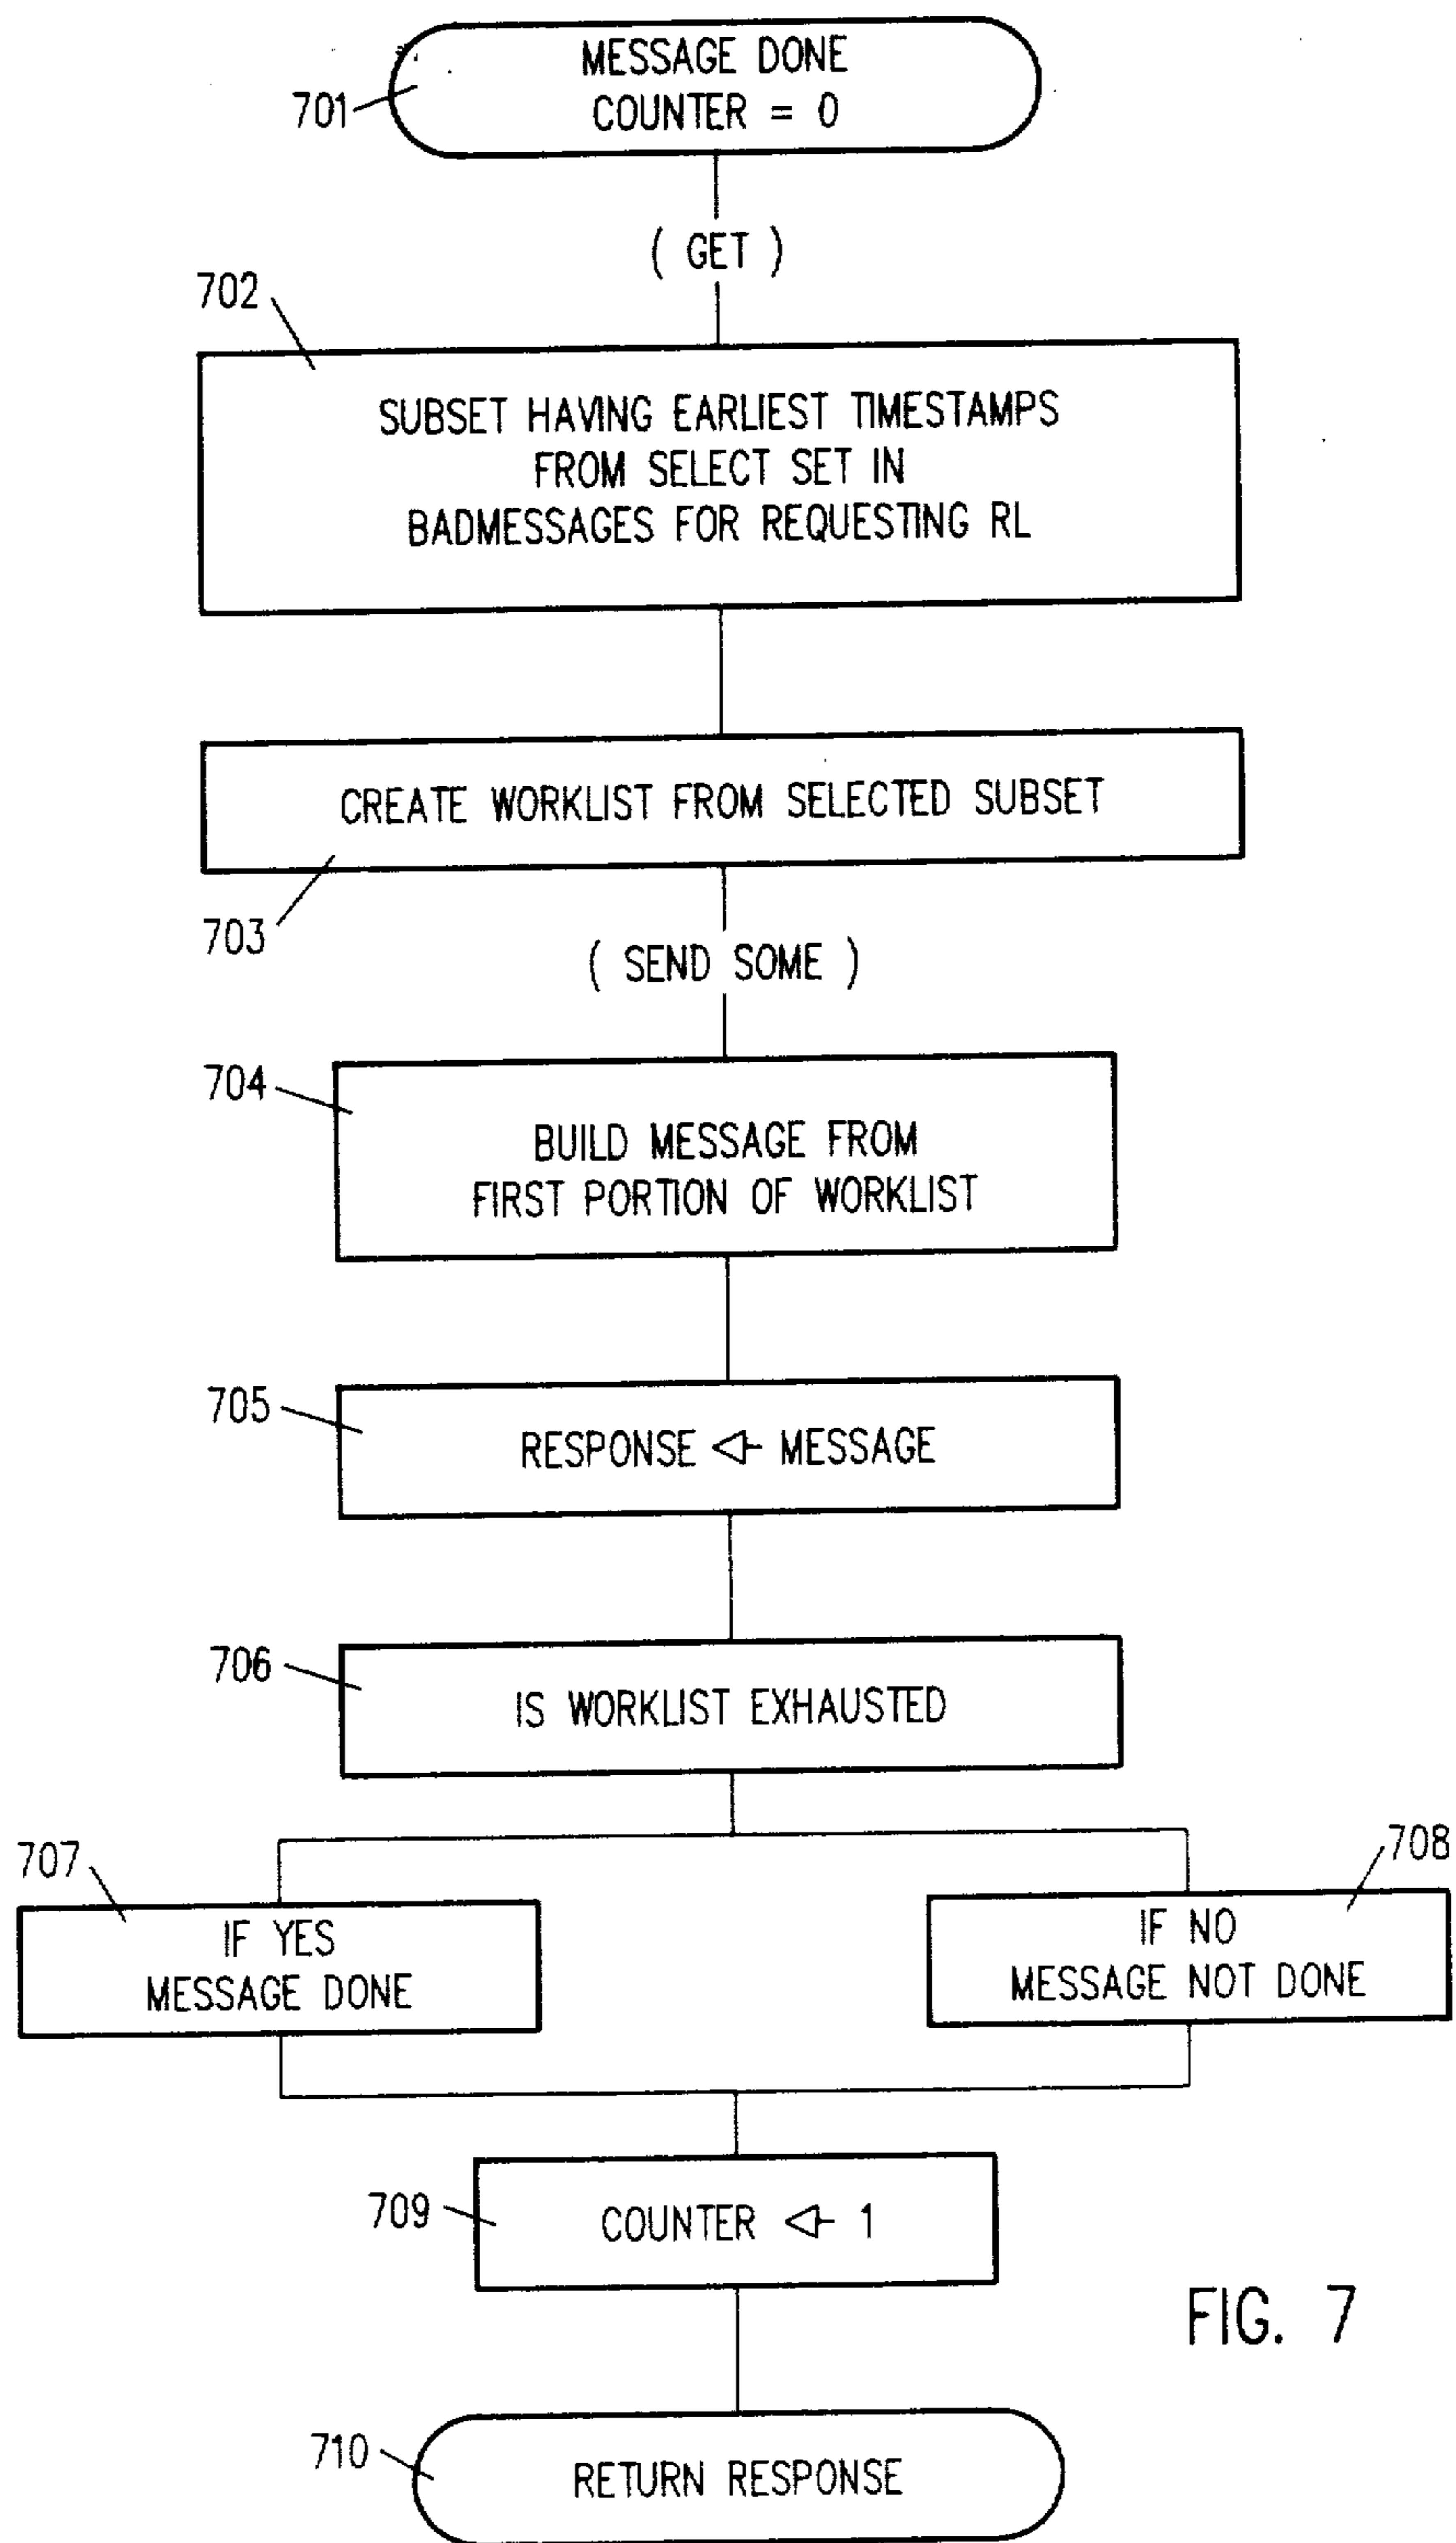 MESSAGE DONE
COUNTER = 0
701
( GET )
702
SUBSET HAVING EARLIEST TIMESTAMPS
FROM SELECT SET IN
BADMESSAGES FOR REQUESTING RL
CREATE WORKLIST FROM SELECTED SUBSET
703
( SEND SOME )
704
BUILD MESSAGE FROM
FIRST PORTION OF WORKLIST
705
RESPONSE ◁- MESSAGE
706
IS WORKLIST EXHAUSTED
707
IF YES
MESSAGE DONE
708
IF NO
MESSAGE NOT DONE
709
COUNTER ◁- 1
FIG. 7
710
RETURN RESPONSE